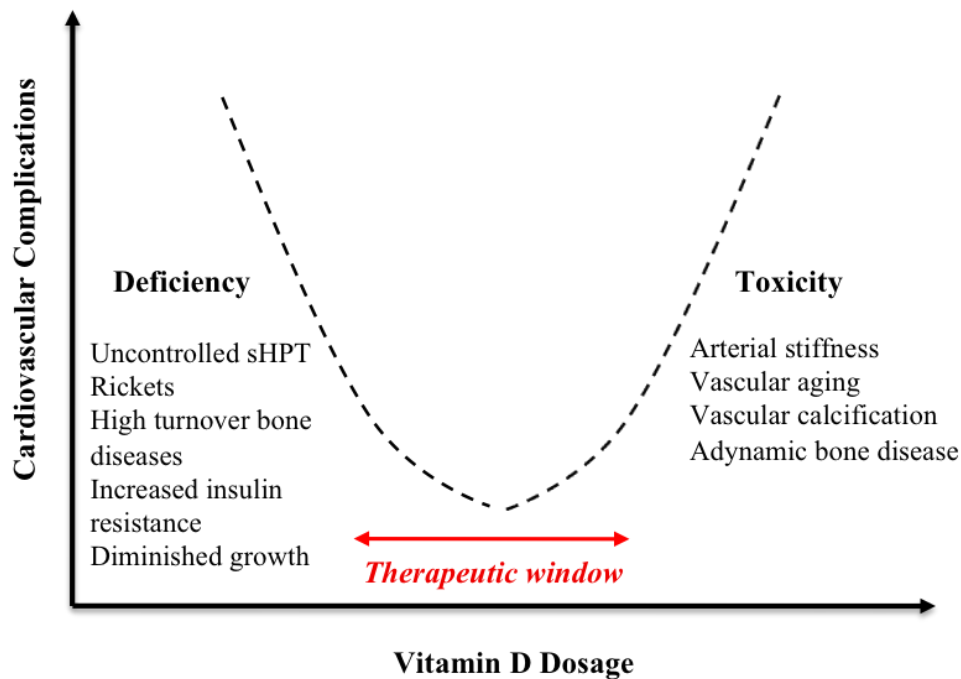 Cardiovascular Complications
Deficiency
Uncontrolled sHPT
Rickets
High turnover bone
diseases
Increased insulin
resistance
Diminished growth
Toxicity
Arterial stiffness
Vascular aging
Vascular calcification
Adynamic bone disease
Therapeutic window
Vitamin D Dosage